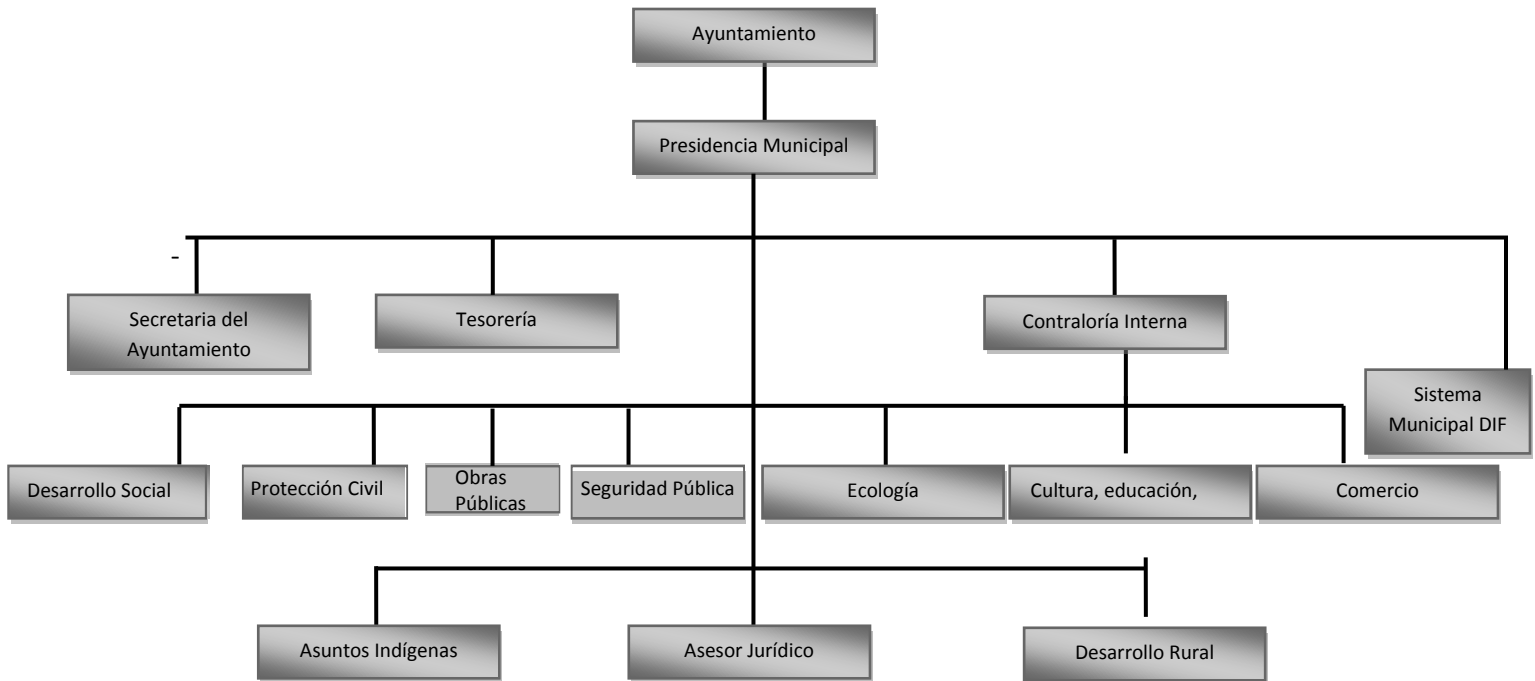 Ayuntamiento
Presidencia Municipal
-
Secretaria del
Ayuntamiento
Tesorería
Contraloría Interna
Sistema
Municipal DIF
Desarrollo Social
Protección Civil
Obras
Públicas
Seguridad Pública
Ecología
Cultura, educación,
Comercio
Asuntos Indígenas
Asesor Jurídico
Desarrollo Rural